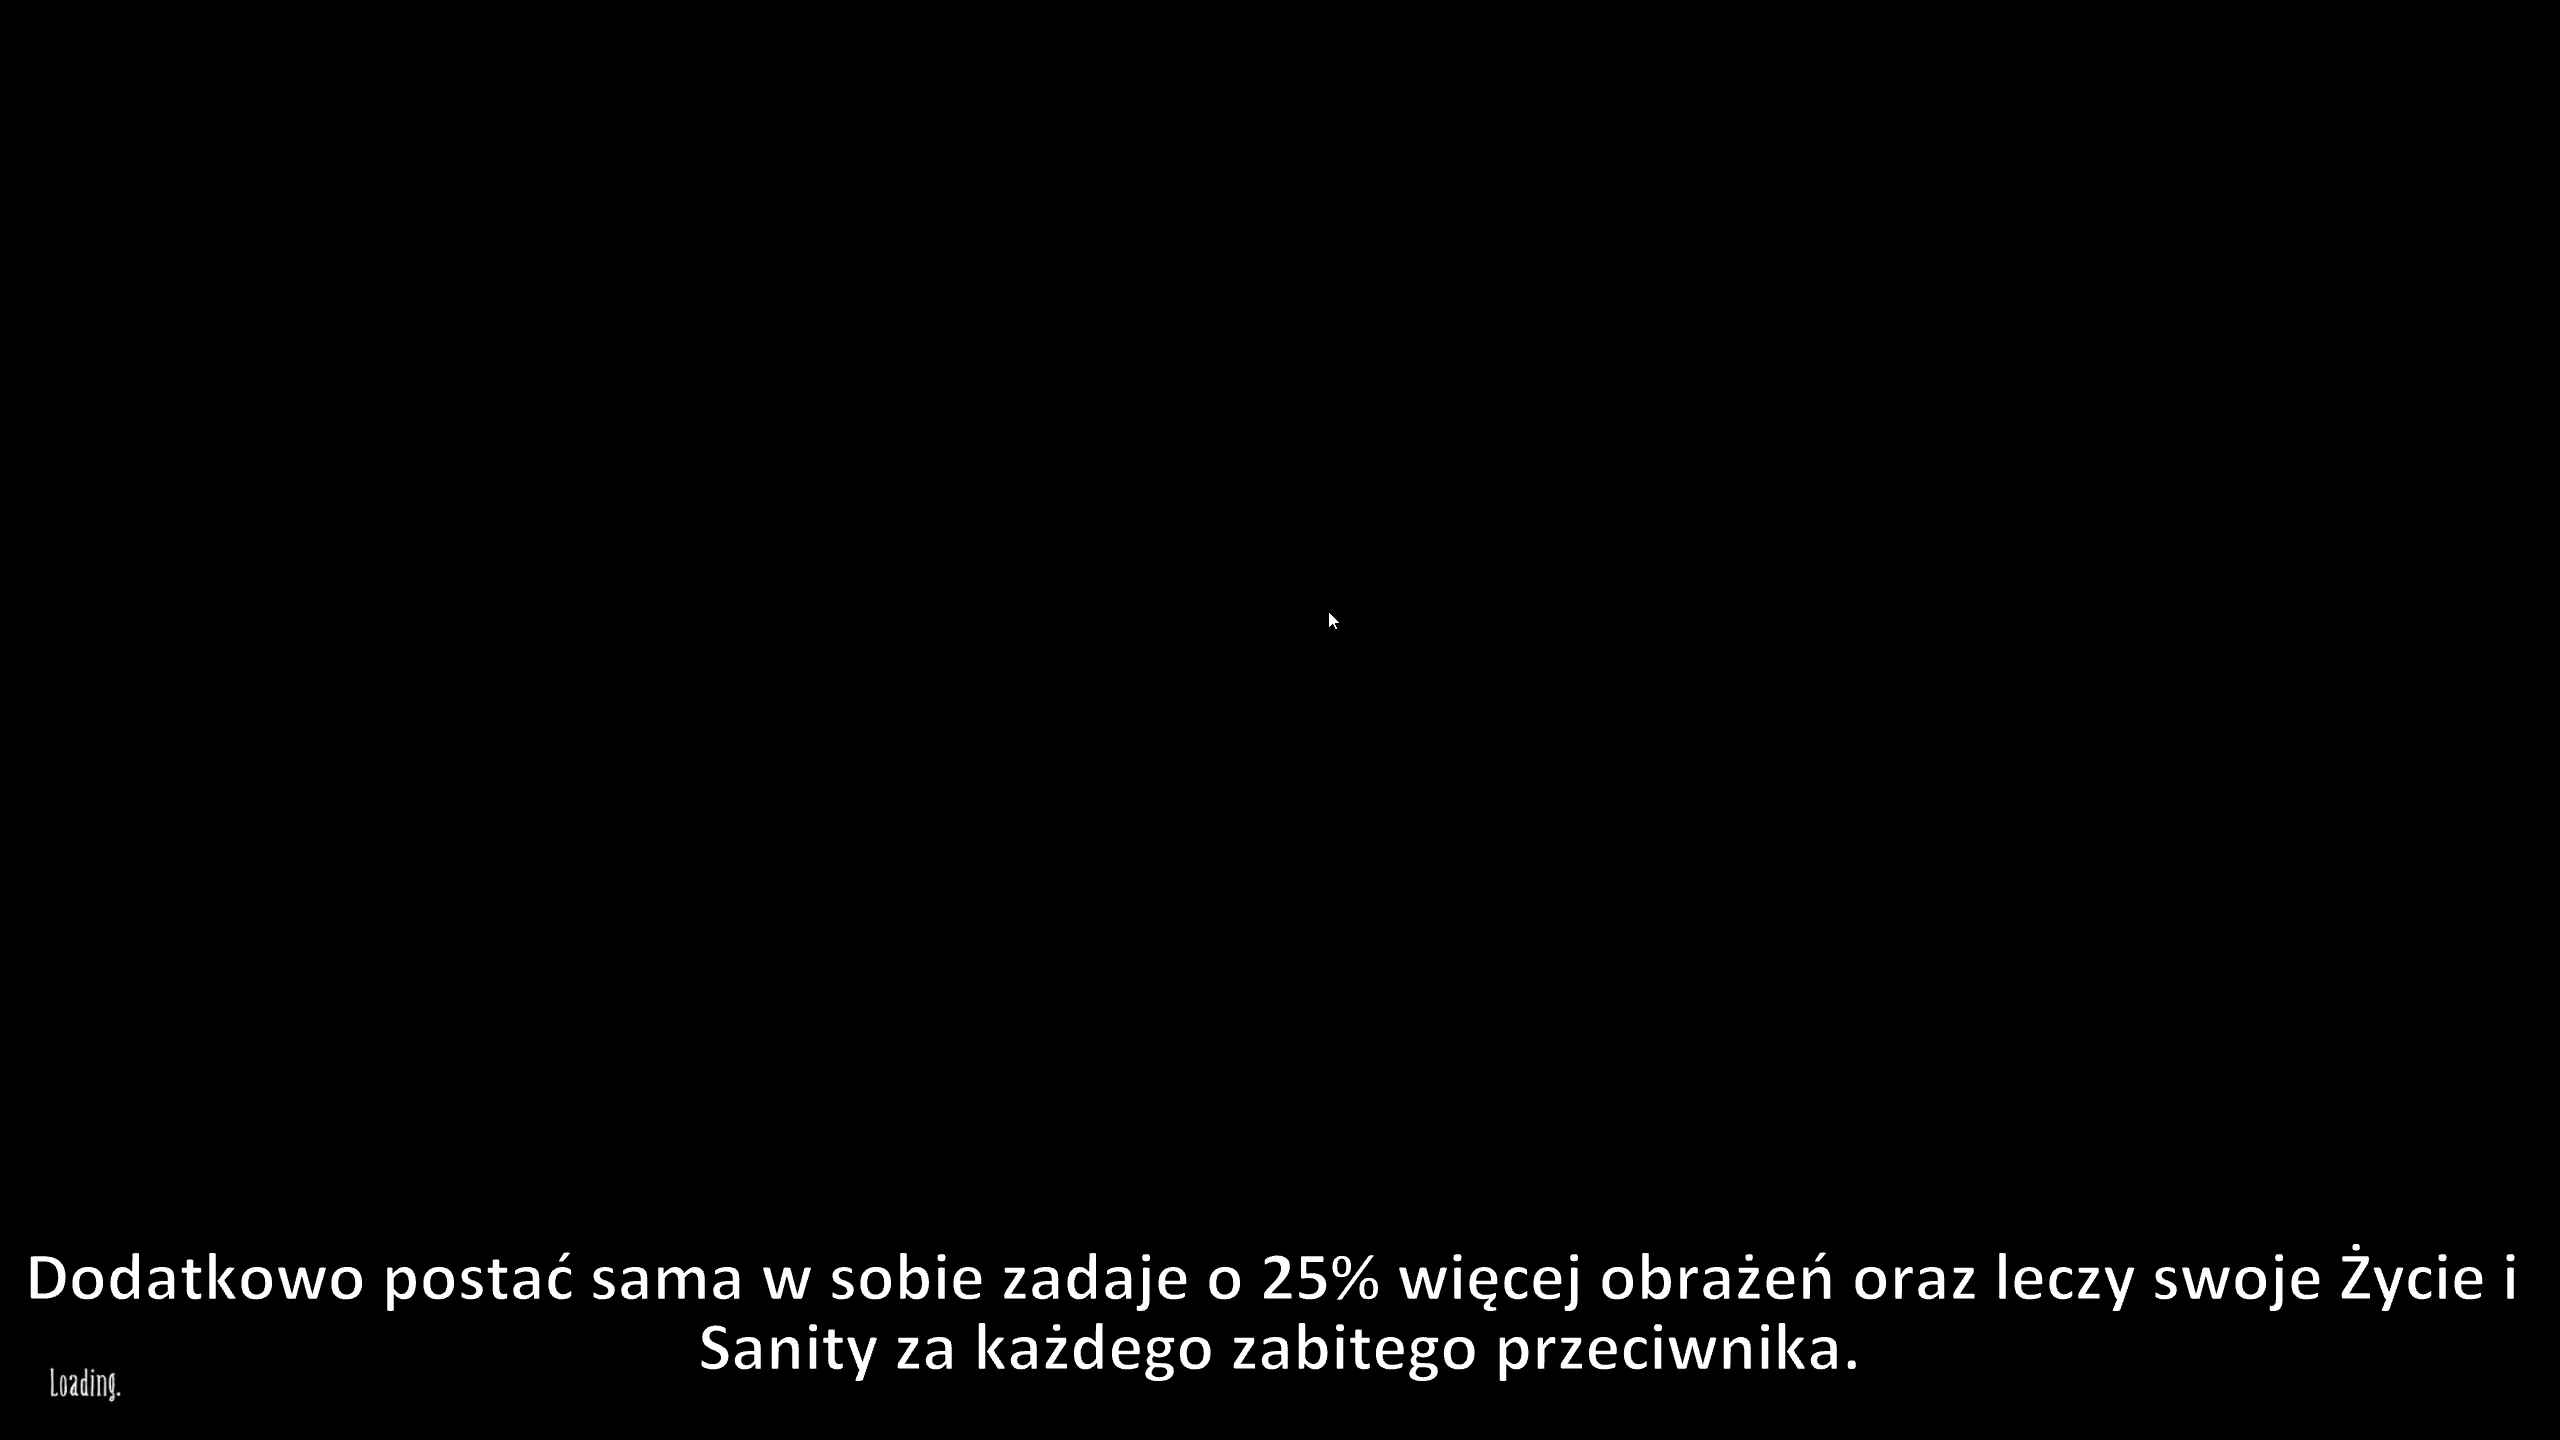 Dodatkowo postać sama w sobie zadaje o 25% więcej obrażeń oraz leczy swoje Życie i
Sanity za każdego zabitego przeciwnika.
Loading.